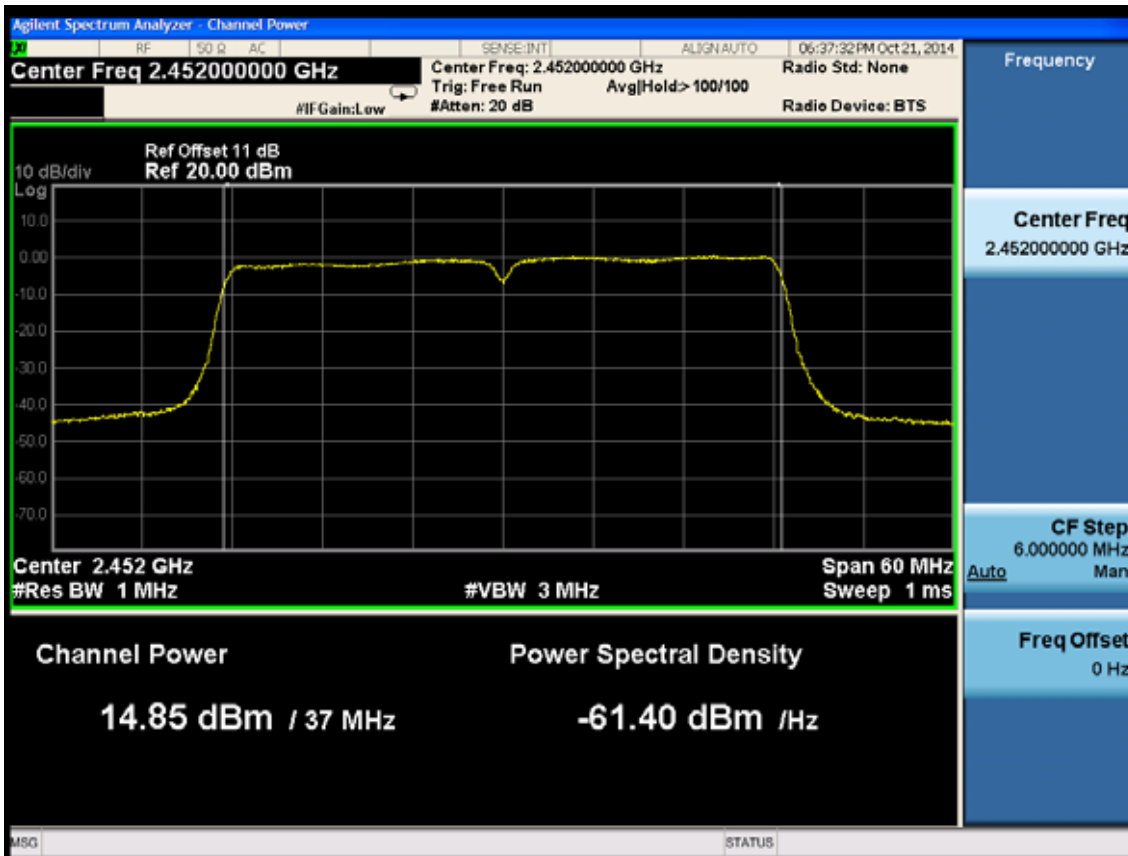 Agilent Spectrum Analyzer - Channel Power
RF 50 Ω AC SENSE:INT ALIGN AUTO 06:37:32 PM Oct 21, 2014
Center Freq 2.452000000 GHz
Center Freq: 2.452000000 GHz
Radio Std: None
Trig: Free Run Avg|Hold:> 100/100
#IFGain:Low
#Atten: 20 dB
Radio Device: BTS
Ref Offset 11 dB
10 dB/div Ref 20.00 dBm
Log
10.0
0.00
-10.0
-20.0
-30.0
-40.0
-50.0
-60.0
-70.0
Center 2.452 GHz Span 60 MHz
#Res BW 1 MHz #VBW 3 MHz Sweep 1 ms
Channel Power Power Spectral Density
14.85 dBm / 37 MHz -61.40 dBm /Hz
MSG STATUS
Frequency
Center Freq
2.452000000 GHz
CF Step
6.000000 MHz
Auto Man
Freq Offset
0 Hz